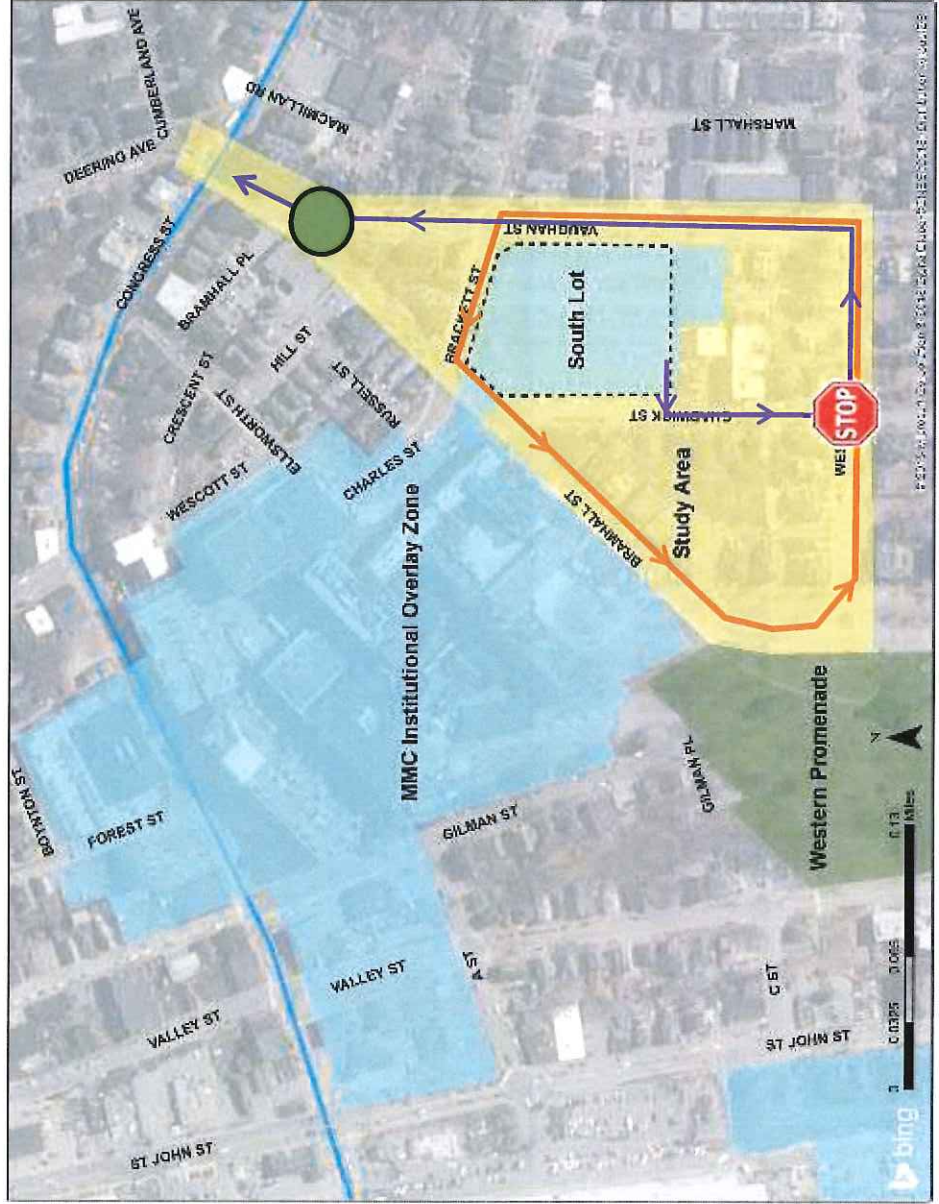 DEERING AVE
CUMBERLAND AVE
CONGRESS ST
MACMILLAN RD
BRAMHALL PL
CRESCENT ST
HILL ST
ELLSWORTH ST
RUSSELL ST
WESCOTT ST
CHARLES ST
BOYNTON ST
FOREST ST
MMC Institutional Overlay Zone
VALLEY ST
VALLEY ST
GILMAN ST
A ST
ST JOHN ST
BRACKETT ST
VAUGHAN ST
MARSHALL ST
South Lot
CHADWICK ST
BRAMHALL ST
Study Area
STOP
WES
GILMAN PL
Western Promenade
C ST
ST JOHN ST
N
0 0.0325 0.065 0.13
Miles
bing